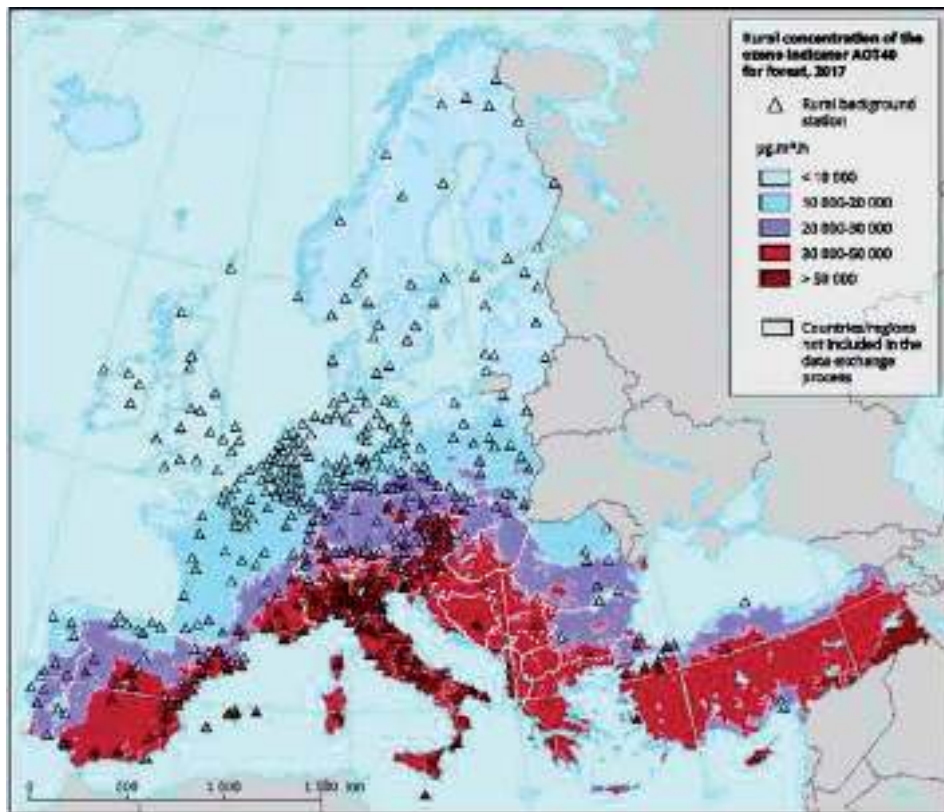 Rural concentration of the
ozone indicator AOT40
for forest, 2017
Rural background
station
µg.m³.h
< 10 000
10 000-20 000
20 000-30 000
30 000-50 000
> 50 000
Countries/regions
not included in the
data exchange
process
0 500 1 000 1 500 km